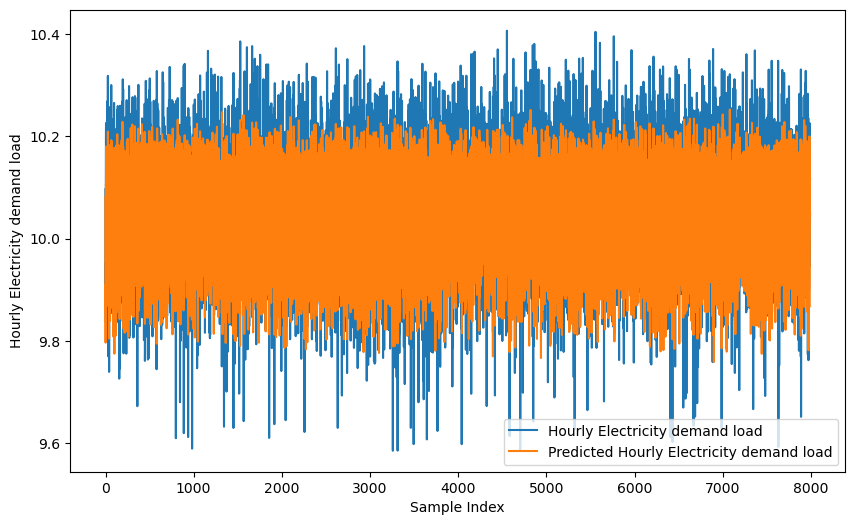 10.4
10.2
10.0
9.8
9.6
Hourly Electricity demand load
0 1000 2000 3000 4000 5000 6000 7000 8000
Sample Index
Hourly Electricity demand load
Predicted Hourly Electricity demand load